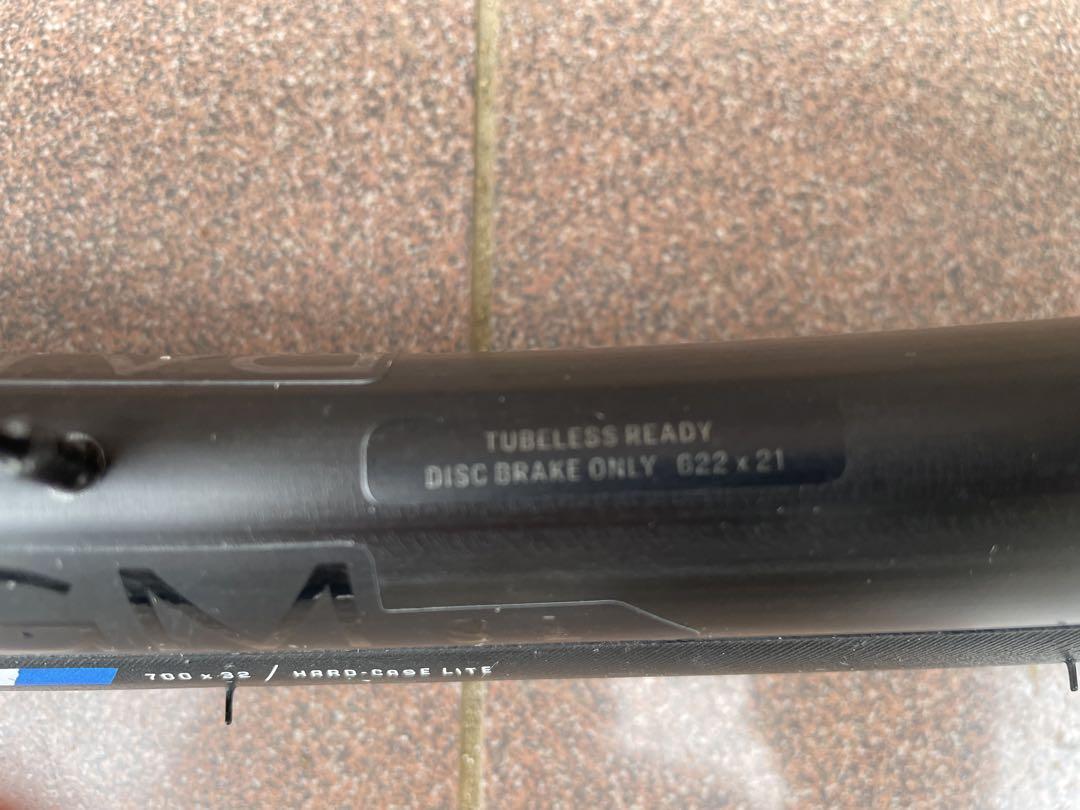 TUBELESS READY
DISC BRAKE ONLY 622 x 21
700 x 32 / HARD-CASE LITE